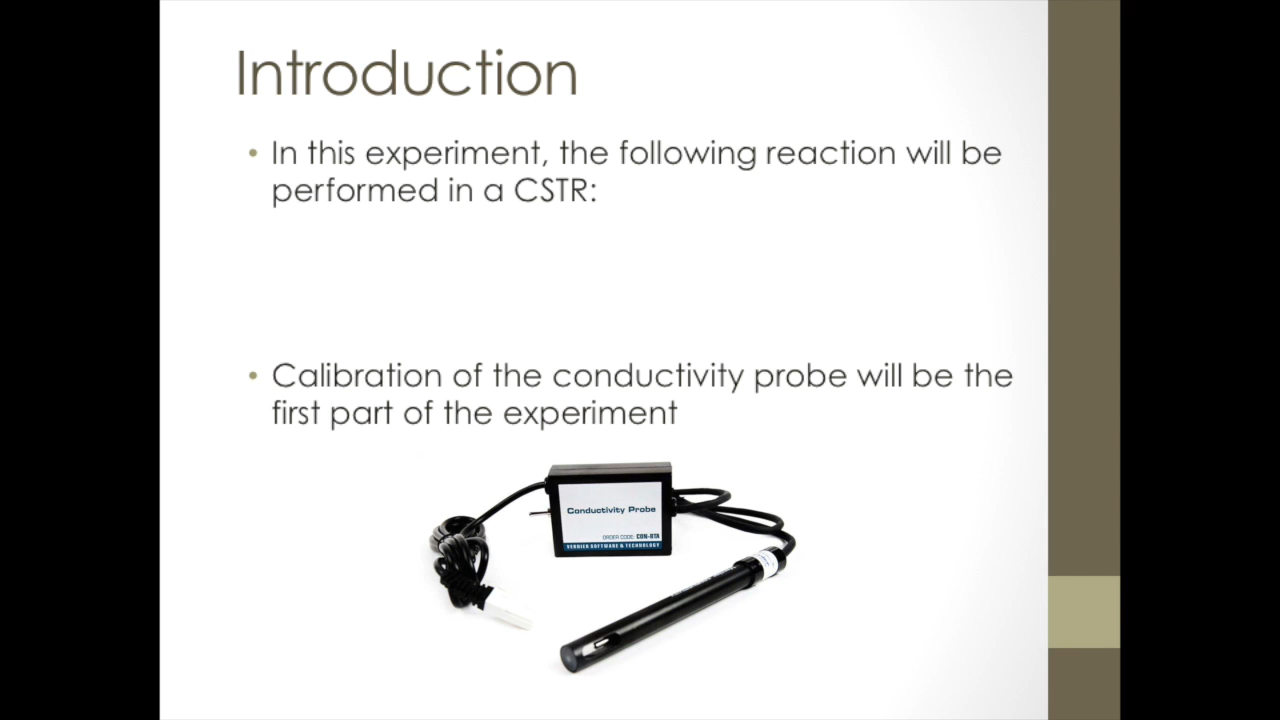 Introduction
• In this experiment, the following reaction will be
performed in a CSTR:
• Calibration of the conductivity probe will be the
first part of the experiment
Conductivity Probe
ORDER CODE: CON-BTA
VERNIER SOFTWARE & TECHNOLOGY